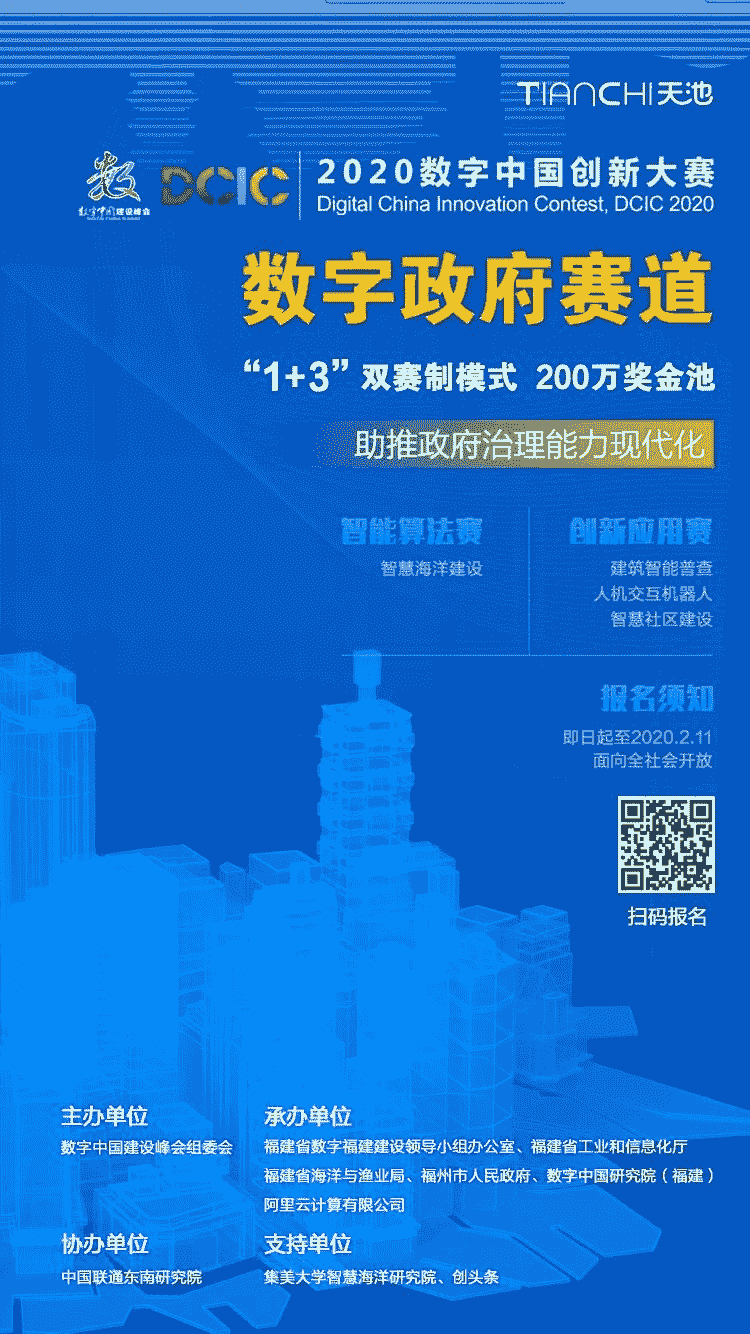 TIANCHI天池
数
数字中国建设峰会
DCIC
2020数字中国创新大赛
Digital China Innovation Contest, DCIC 2020
数字政府赛道
“1+3”双赛制模式 200万奖金池
助推政府治理能力现代化
智能算法赛
智慧海洋建设
创新应用赛
建筑智能普查
人机交互机器人
智慧社区建设
报名须知
即日起至2020.2.11
面向全社会开放
扫码报名
主办单位
数字中国建设峰会组委会
承办单位
福建省数字福建建设领导小组办公室、福建省工业和信息化厅
福建省海洋与渔业局、福州市人民政府、数字中国研究院（福建）
阿里云计算有限公司
协办单位
中国联通东南研究院
支持单位
集美大学智慧海洋研究院、创头条